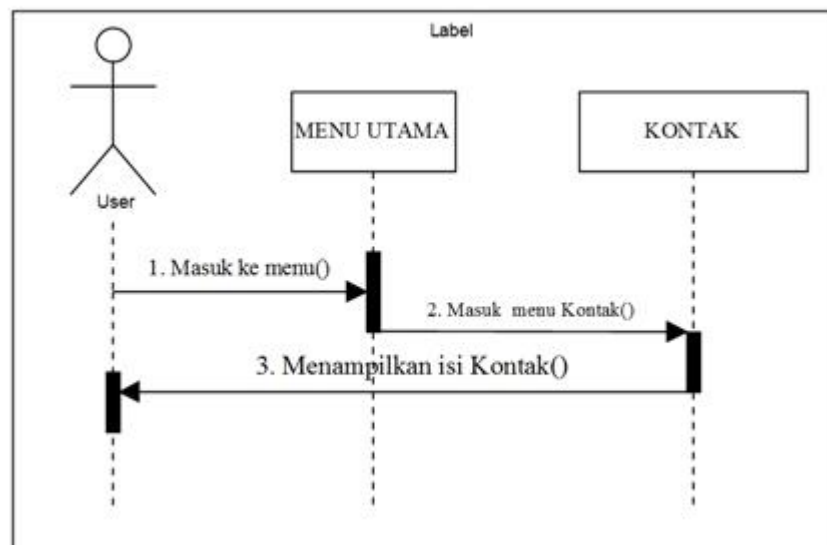 Label
MENU UTAMA
KONTAK
User
1. Masuk ke menu()
2. Masuk menu Kontak()
3. Menampilkan isi Kontak()